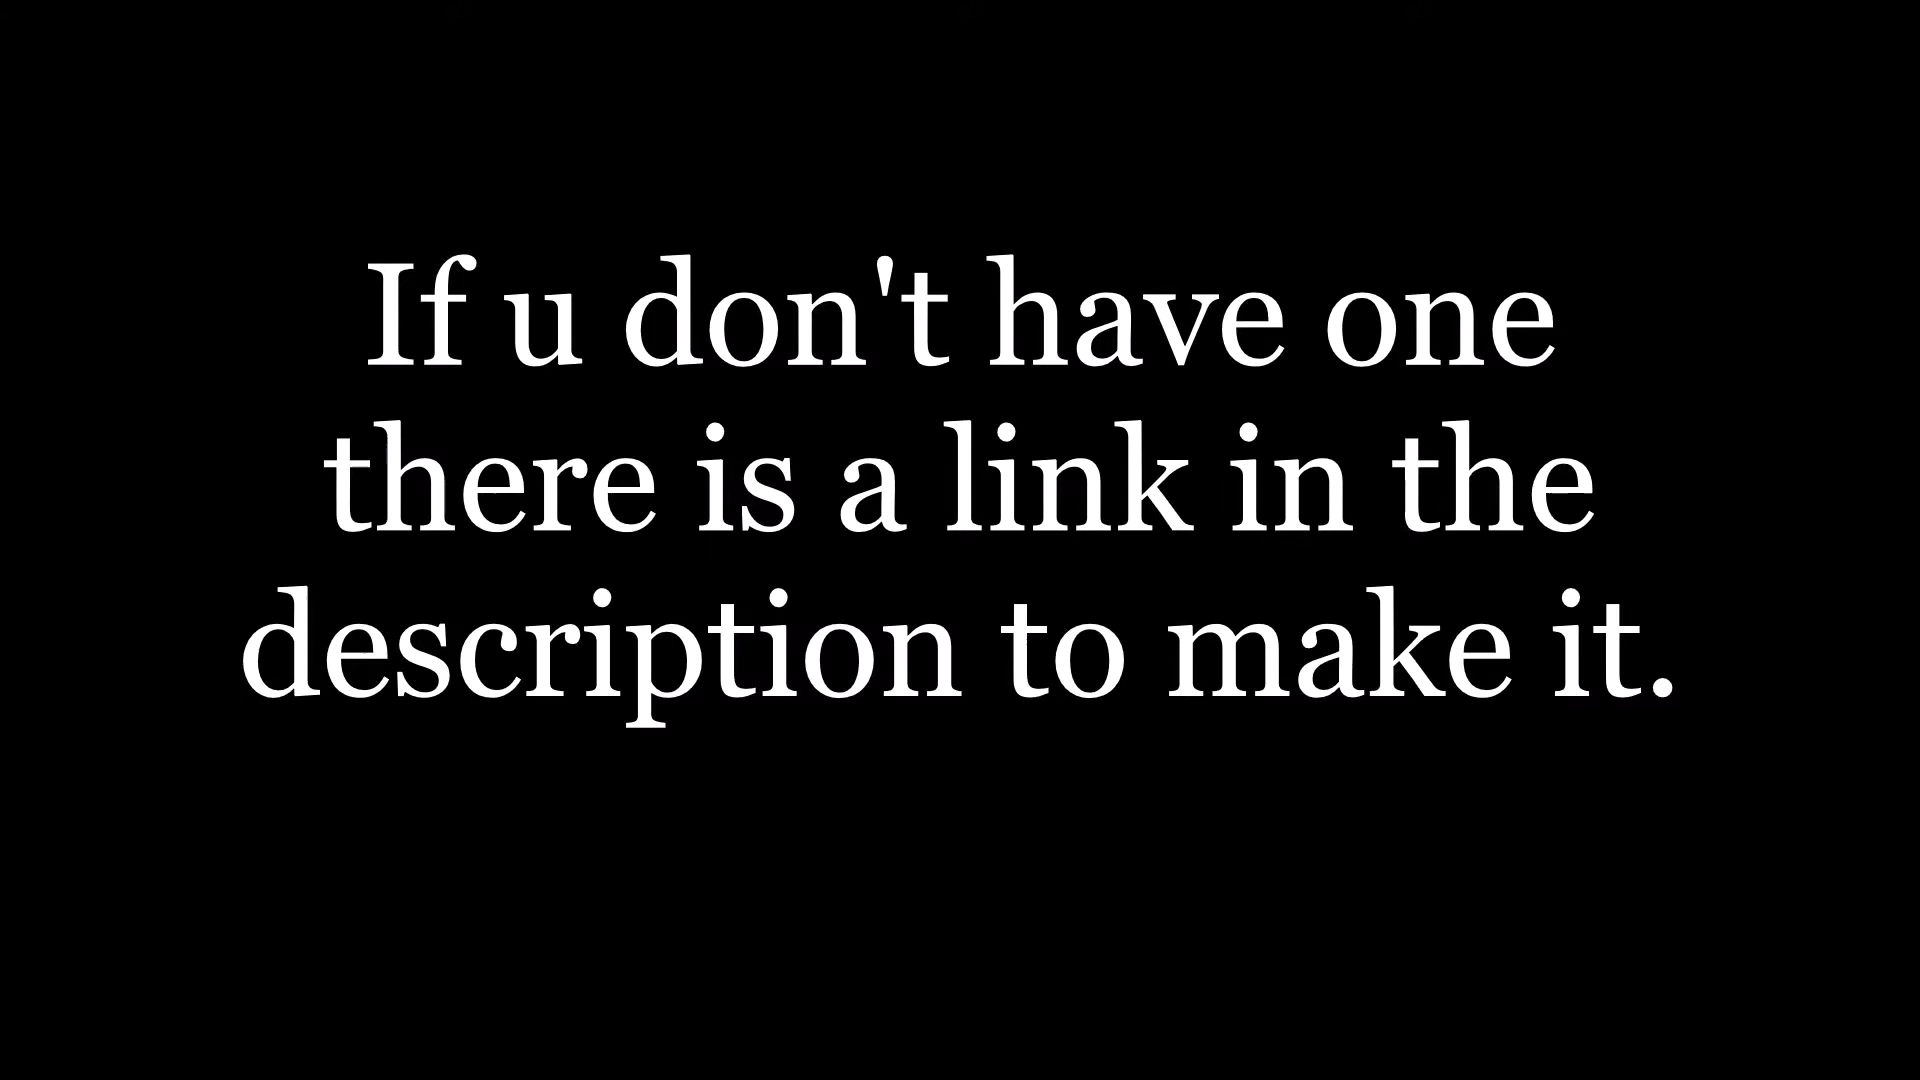 If u don't have one
there is a link in the
description to make it.